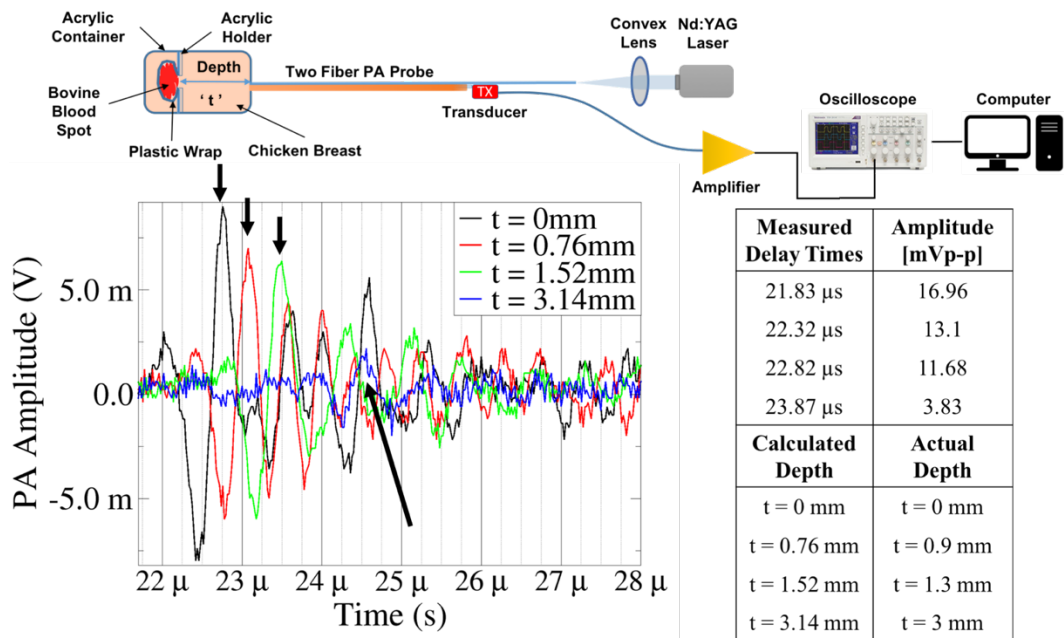 Acrylic
Container
Acrylic
Holder
Convex
Lens
Nd:YAG
Laser
Depth
Two Fiber PA Probe
' t '
TX
Transducer
Bovine
Blood
Spot
Plastic Wrap
Chicken Breast
Oscilloscope
Computer
Amplifier
PA Amplitude (V)
5.0 m
0.0
-5.0 m
t = 0mm
t = 0.76mm
t = 1.52mm
t = 3.14mm
22 μ 23 μ 24 μ 25 μ 26 μ 27 μ 28 μ
Time (s)
Measured Amplitude
Delay Times [mVp-p]
21.83 μs 16.96
22.32 μs 13.1
22.82 μs 11.68
23.87 μs 3.83
Calculated Actual
Depth Depth
t = 0 mm t = 0 mm
t = 0.76 mm t = 0.9 mm
t = 1.52 mm t = 1.3 mm
t = 3.14 mm t = 3 mm